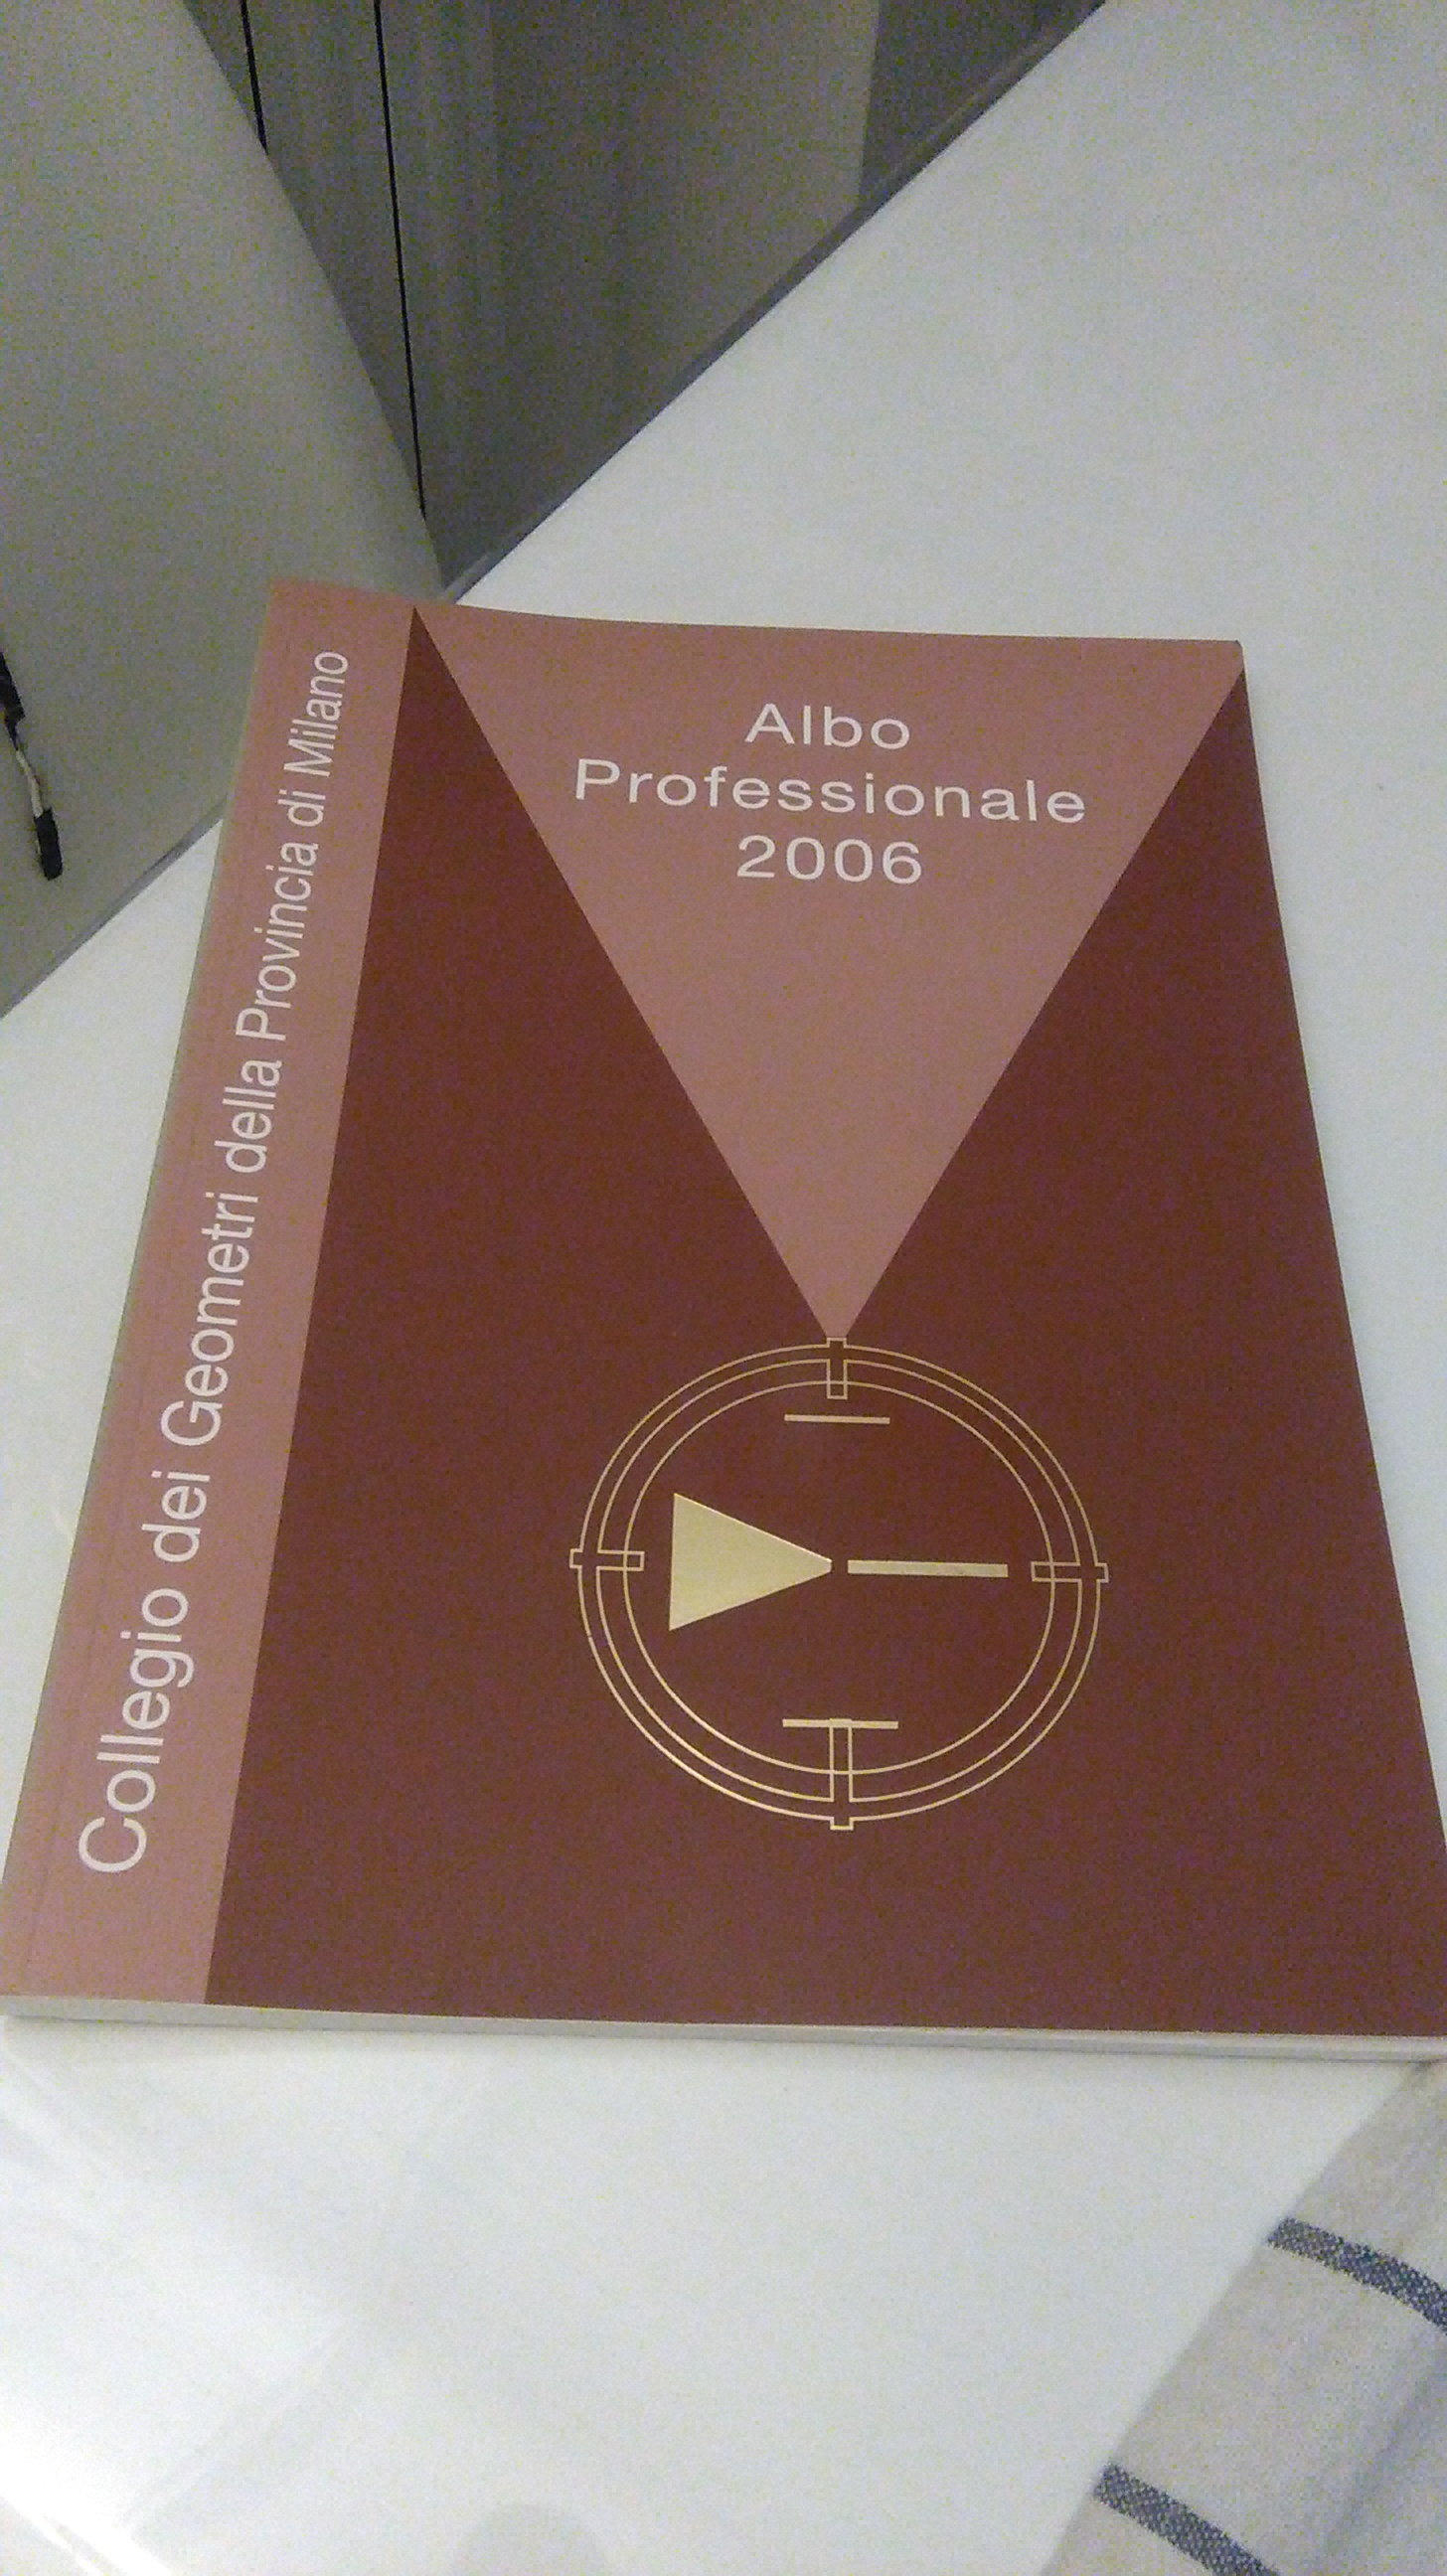 Albo
Professionale
2006
Collegio dei Geometri della Provincia di Milano